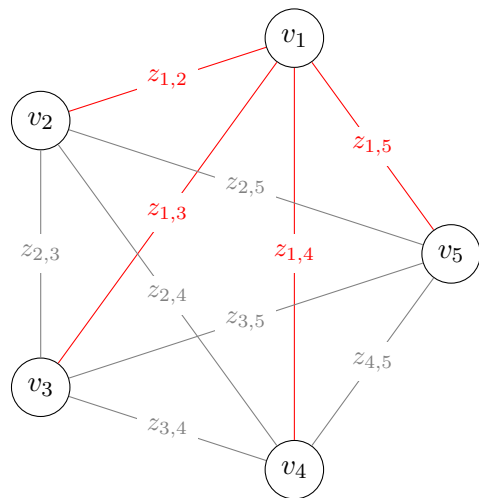 v₁
z₁,₂
v₂
z₁,₅
z₂,₅
z₁,₃
z₂,₃
z₁,₄
v₅
z₂,₄
z₃,₅
z₄,₅
v₃
z₃,₄
v₄